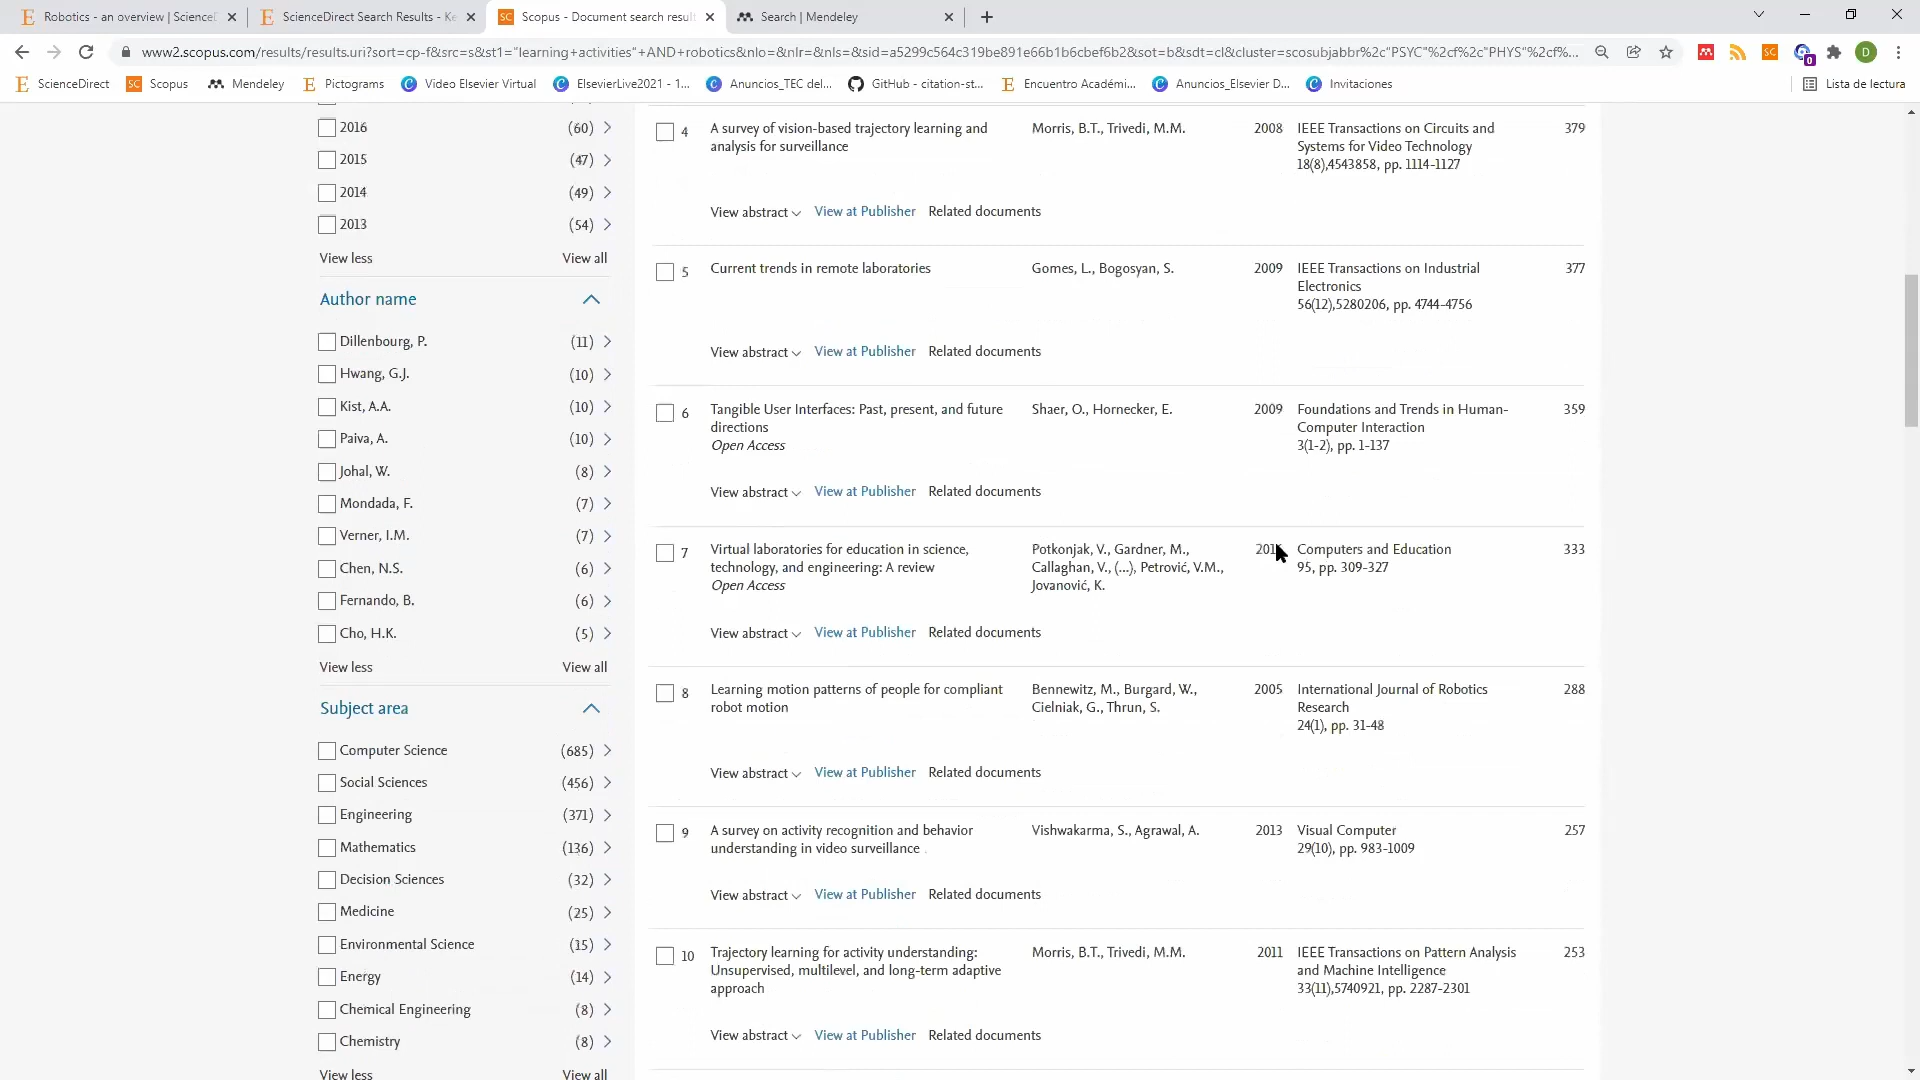 Robotics - an overview | ScienceD
ScienceDirect Search Results - Ke
SC Scopus - Document search result
Search | Mendeley
www2.scopus.com/results/results.uri?sort=cp-f&src=s&st1="learning+activities"+AND+robotics&nlo=&nlr=&nls=&sid=a5299c564c319be891e66b1b6cbef6b2&sot=b&sdt=cl&cluster=scosubjabbr%2c"PSYC"%2cf%2c"PHYS"%2cf%...
ScienceDirect
SC Scopus
Mendeley
Pictograms
Video Elsevier Virtual
ElsevierLive2021 - 1...
Anuncios_TEC del...
GitHub - citation-st...
Encuentro Académi...
Anuncios_Elsevier D...
Invitaciones
Lista de lectura
2016 (60)
2015 (47)
2014 (49)
2013 (54)
View less View all
Author name
Dillenbourg, P. (11)
Hwang, G.J. (10)
Kist, A.A. (10)
Paiva, A. (10)
Johal, W. (8)
Mondada, F. (7)
Verner, I.M. (7)
Chen, N.S. (6)
Fernando, B. (6)
Cho, H.K. (5)
View less View all
Subject area
Computer Science (685)
Social Sciences (456)
Engineering (371)
Mathematics (136)
Decision Sciences (32)
Medicine (25)
Environmental Science (15)
Energy (14)
Chemical Engineering (8)
Chemistry (8)
View less View all
4 A survey of vision-based trajectory learning and Morris, B.T., Trivedi, M.M. 2008 IEEE Transactions on Circuits and 379
analysis for surveillance Systems for Video Technology
18(8),4543858, pp. 1114-1127
View abstract View at Publisher Related documents
5 Current trends in remote laboratories Gomes, L., Bogosyan, S. 2009 IEEE Transactions on Industrial 377
Electronics
56(12),5280206, pp. 4744-4756
View abstract View at Publisher Related documents
6 Tangible User Interfaces: Past, present, and future Shaer, O., Hornecker, E. 2009 Foundations and Trends in Human- 359
directions Computer Interaction
Open Access 3(1-2), pp. 1-137
View abstract View at Publisher Related documents
7 Virtual laboratories for education in science, Potkonjak, V., Gardner, M., Computers and Education 333
technology, and engineering: A review Callaghan, V., (...), Petrović, V.M., 95, pp. 309-327
Open Access Jovanović, K.
View abstract View at Publisher Related documents
8 Learning motion patterns of people for compliant Bennewitz, M., Burgard, W., 2005 International Journal of Robotics 288
robot motion Cielniak, G., Thrun, S. Research
24(1), pp. 31-48
View abstract View at Publisher Related documents
9 A survey on activity recognition and behavior Vishwakarma, S., Agrawal, A. 2013 Visual Computer 257
understanding in video surveillance 29(10), pp. 983-1009
View abstract View at Publisher Related documents
10 Trajectory learning for activity understanding: Morris, B.T., Trivedi, M.M. 2011 IEEE Transactions on Pattern Analysis 253
Unsupervised, multilevel, and long-term adaptive and Machine Intelligence
approach 33(11),5740921, pp. 2287-2301
View abstract View at Publisher Related documents